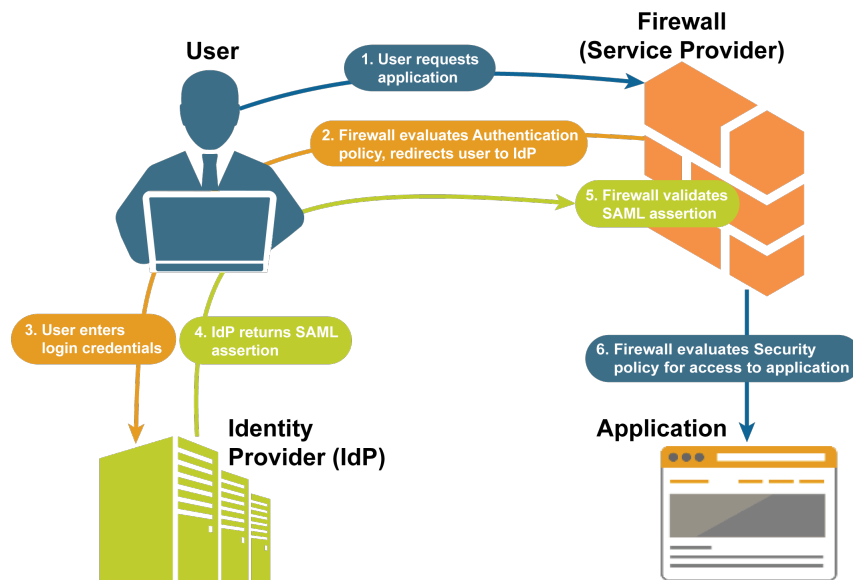 User
Firewall
(Service Provider)
1. User requests
application
2. Firewall evaluates Authentication
policy, redirects user to IdP
5. Firewall validates
SAML assertion
3. User enters
login credentials
4. IdP returns SAML
assertion
6. Firewall evaluates Security
policy for access to application
Identity
Provider (IdP)
Application